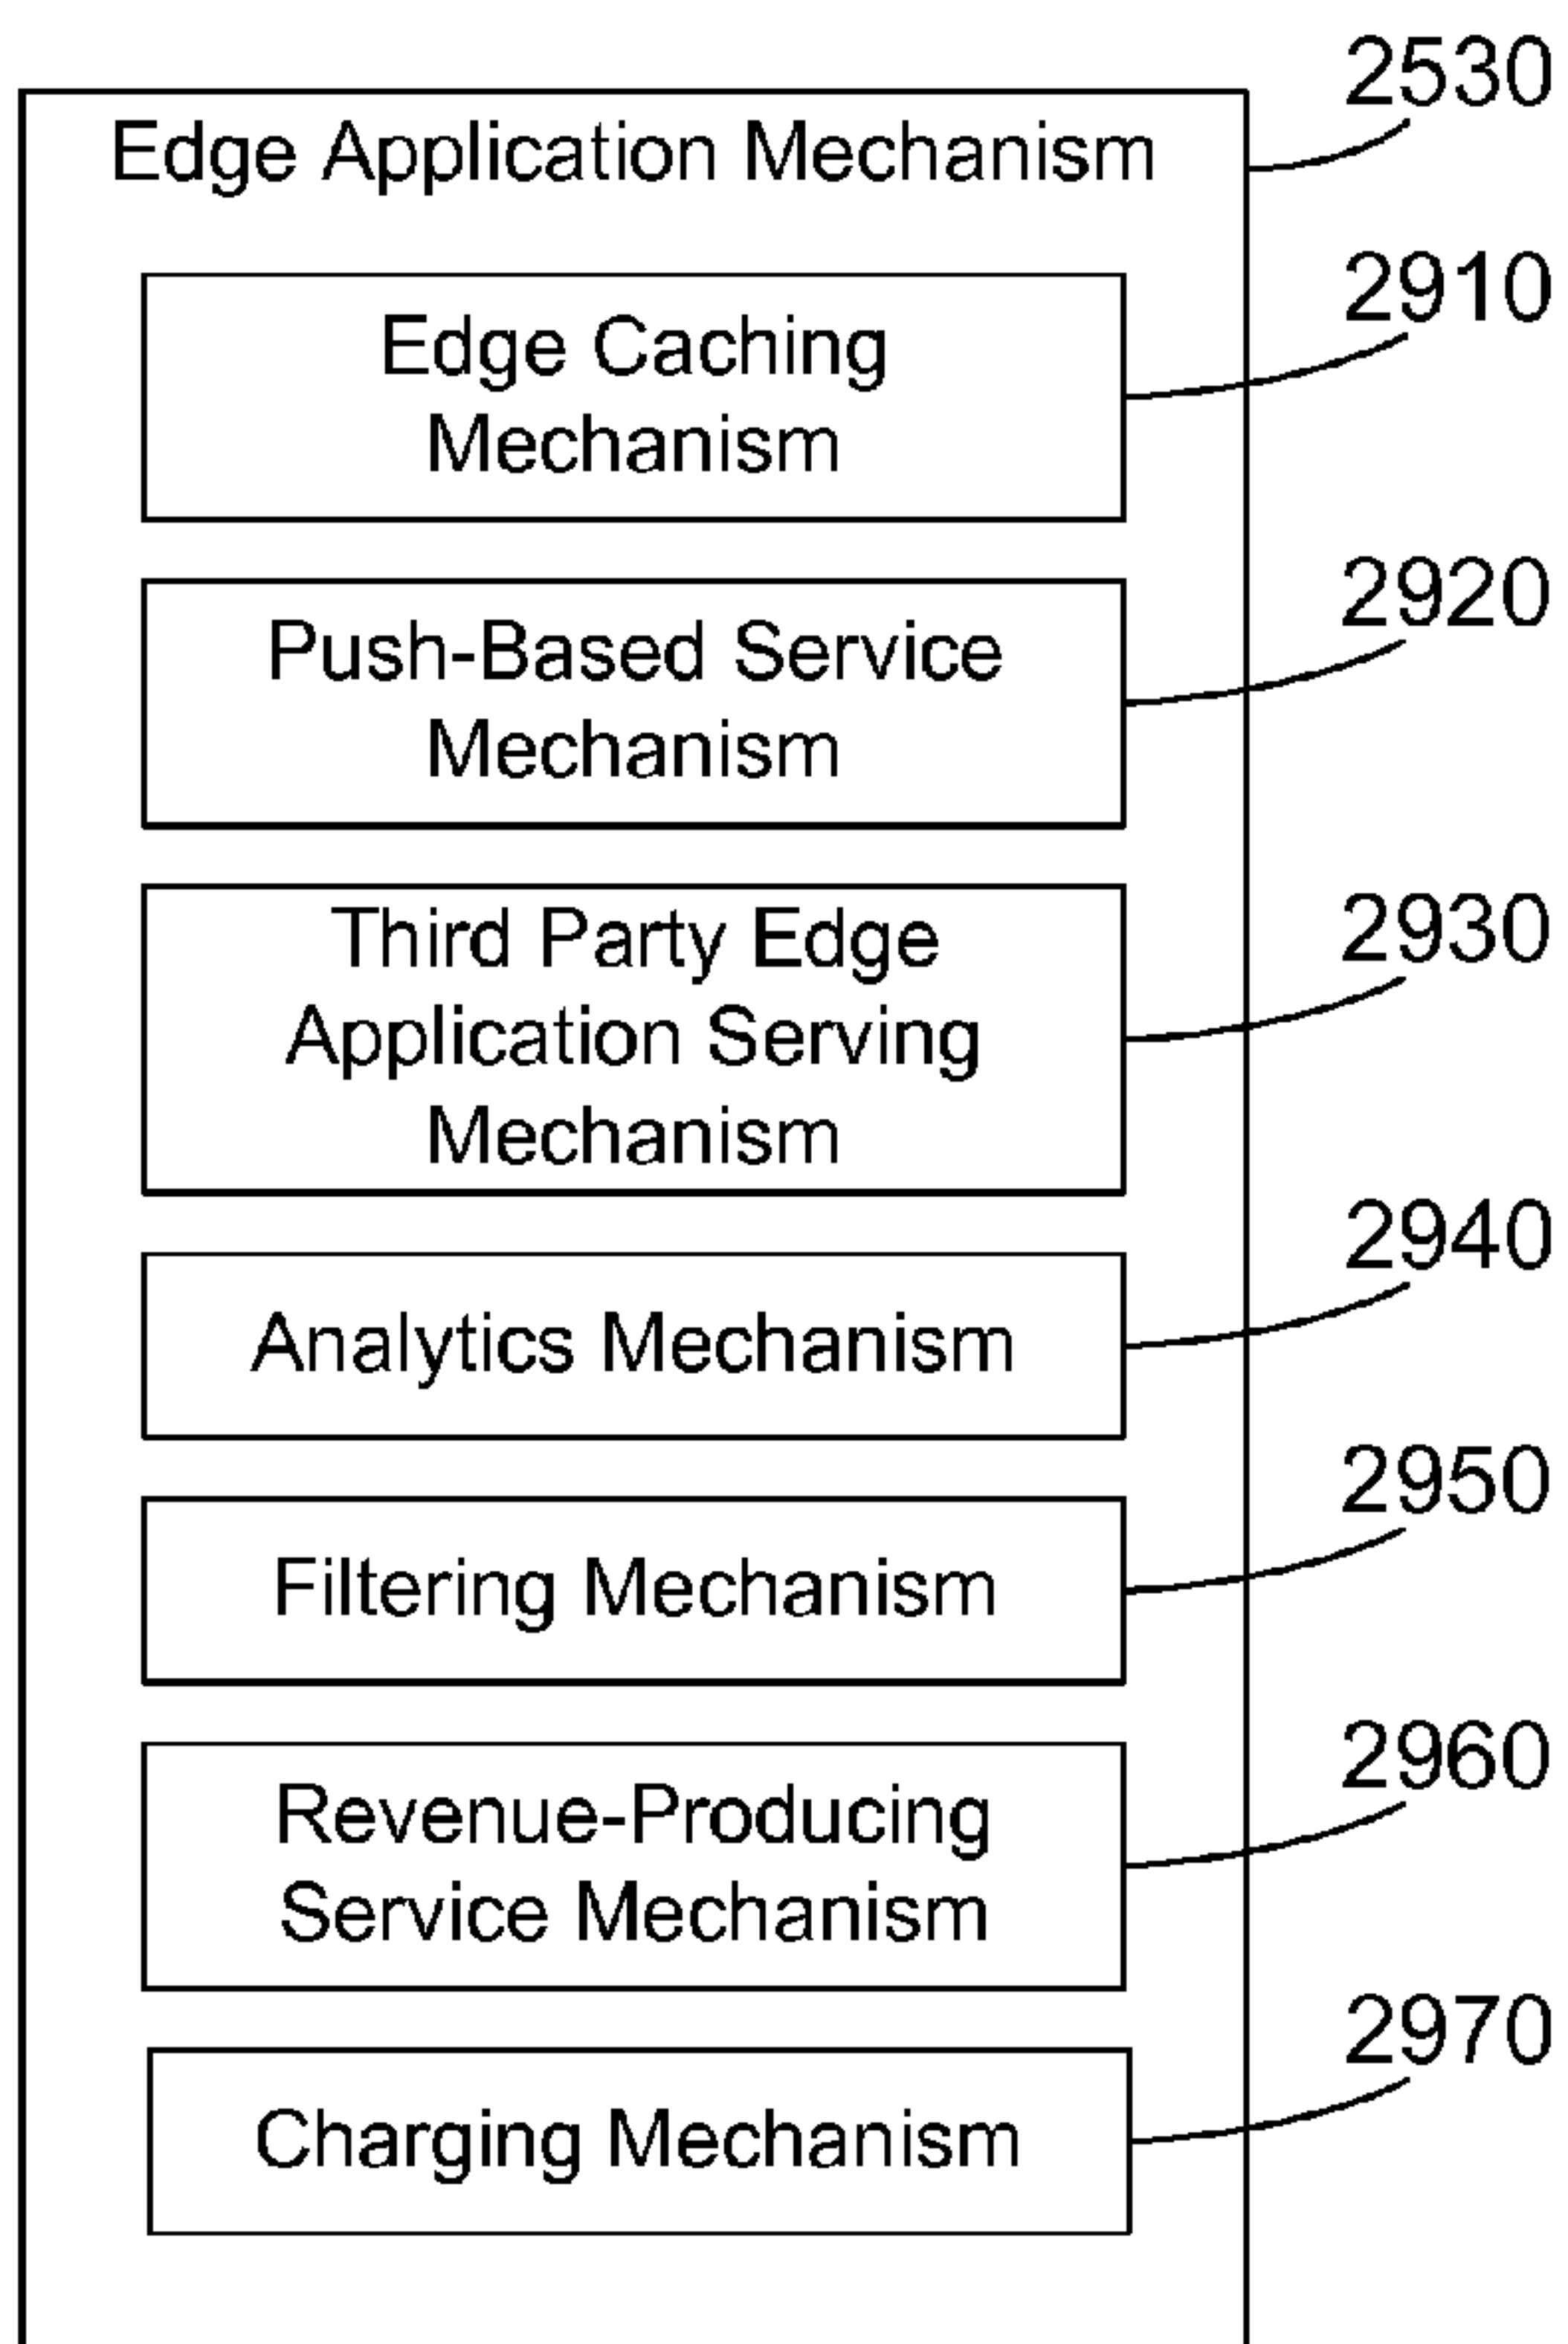 2530
Edge Application Mechanism
2910
Edge Caching
Mechanism
2920
Push-Based Service
Mechanism
2930
Third Party Edge
Application Serving
Mechanism
2940
Analytics Mechanism
2950
Filtering Mechanism
2960
Revenue-Producing
Service Mechanism
2970
Charging Mechanism